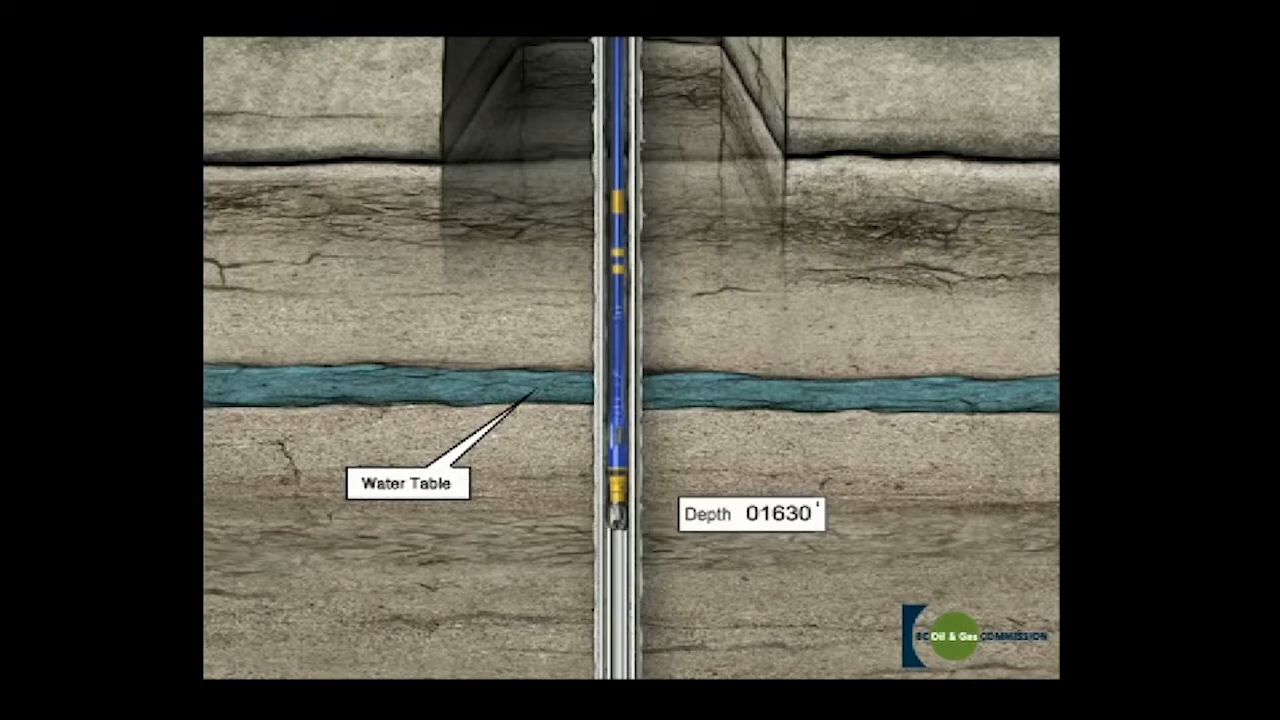 Water Table
Depth 01630'
BC Oil & Gas COMMISSION